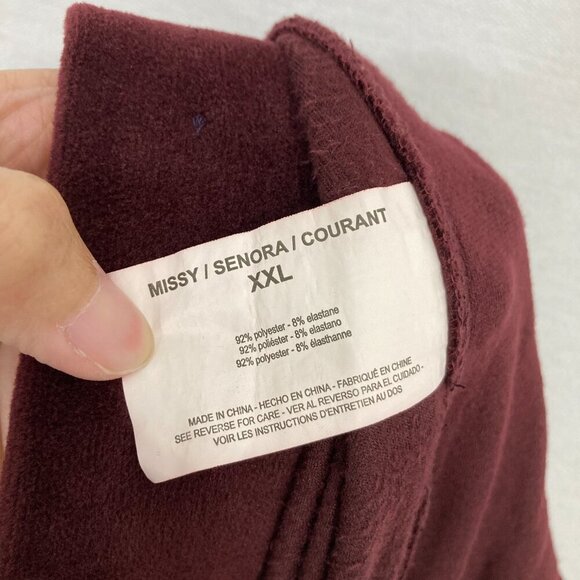 MISSY / SENORA / COURANT
XXL
92% polyester - 8% elastane
92% poliéster - 8% elastano
92% polyester - 8% élasthanne
MADE IN CHINA - HECHO EN CHINA - FABRIQUÉ EN CHINE
SEE REVERSE FOR CARE - VER AL REVERSO PARA EL CUIDADO -
VOIR LES INSTRUCTIONS D'ENTRETIEN AU DOS